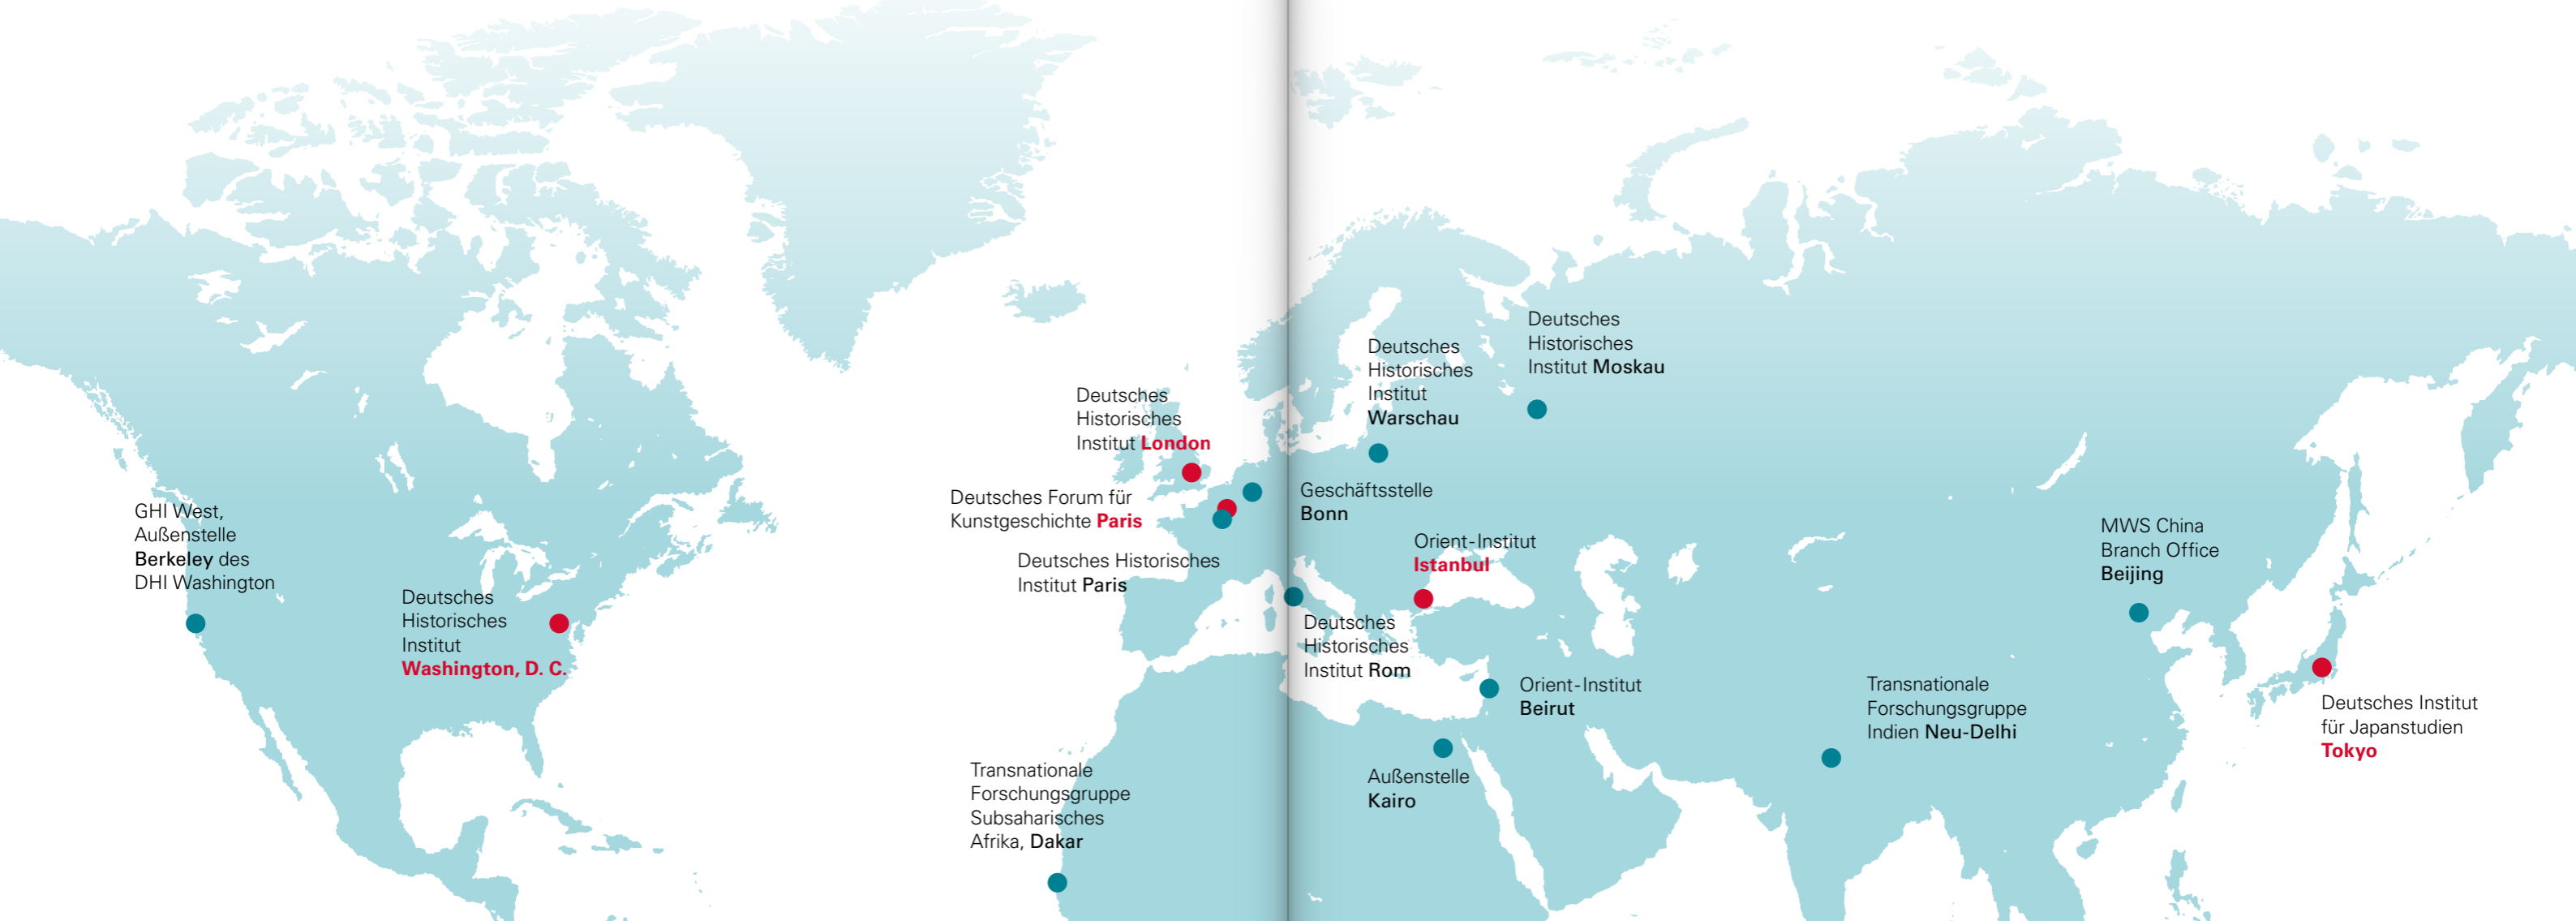 GHI West,
Außenstelle
Berkeley des
DHI Washington
Deutsches
Historisches
Institut
Washington, D. C.
Deutsches
Historisches
Institut London
Deutsches Forum für
Kunstgeschichte Paris
Deutsches Historisches
Institut Paris
Transnationale
Forschungsgruppe
Subsaharisches
Afrika, Dakar
Deutsches
Historisches
Institut
Warschau
Deutsches
Historisches
Institut Moskau
Geschäftsstelle
Bonn
Orient-Institut
Istanbul
Deutsches
Historisches
Institut Rom
Orient-Institut
Beirut
Außenstelle
Kairo
Transnationale
Forschungsgruppe
Indien Neu-Delhi
MWS China
Branch Office
Beijing
Deutsches Institut
für Japanstudien
Tokyo